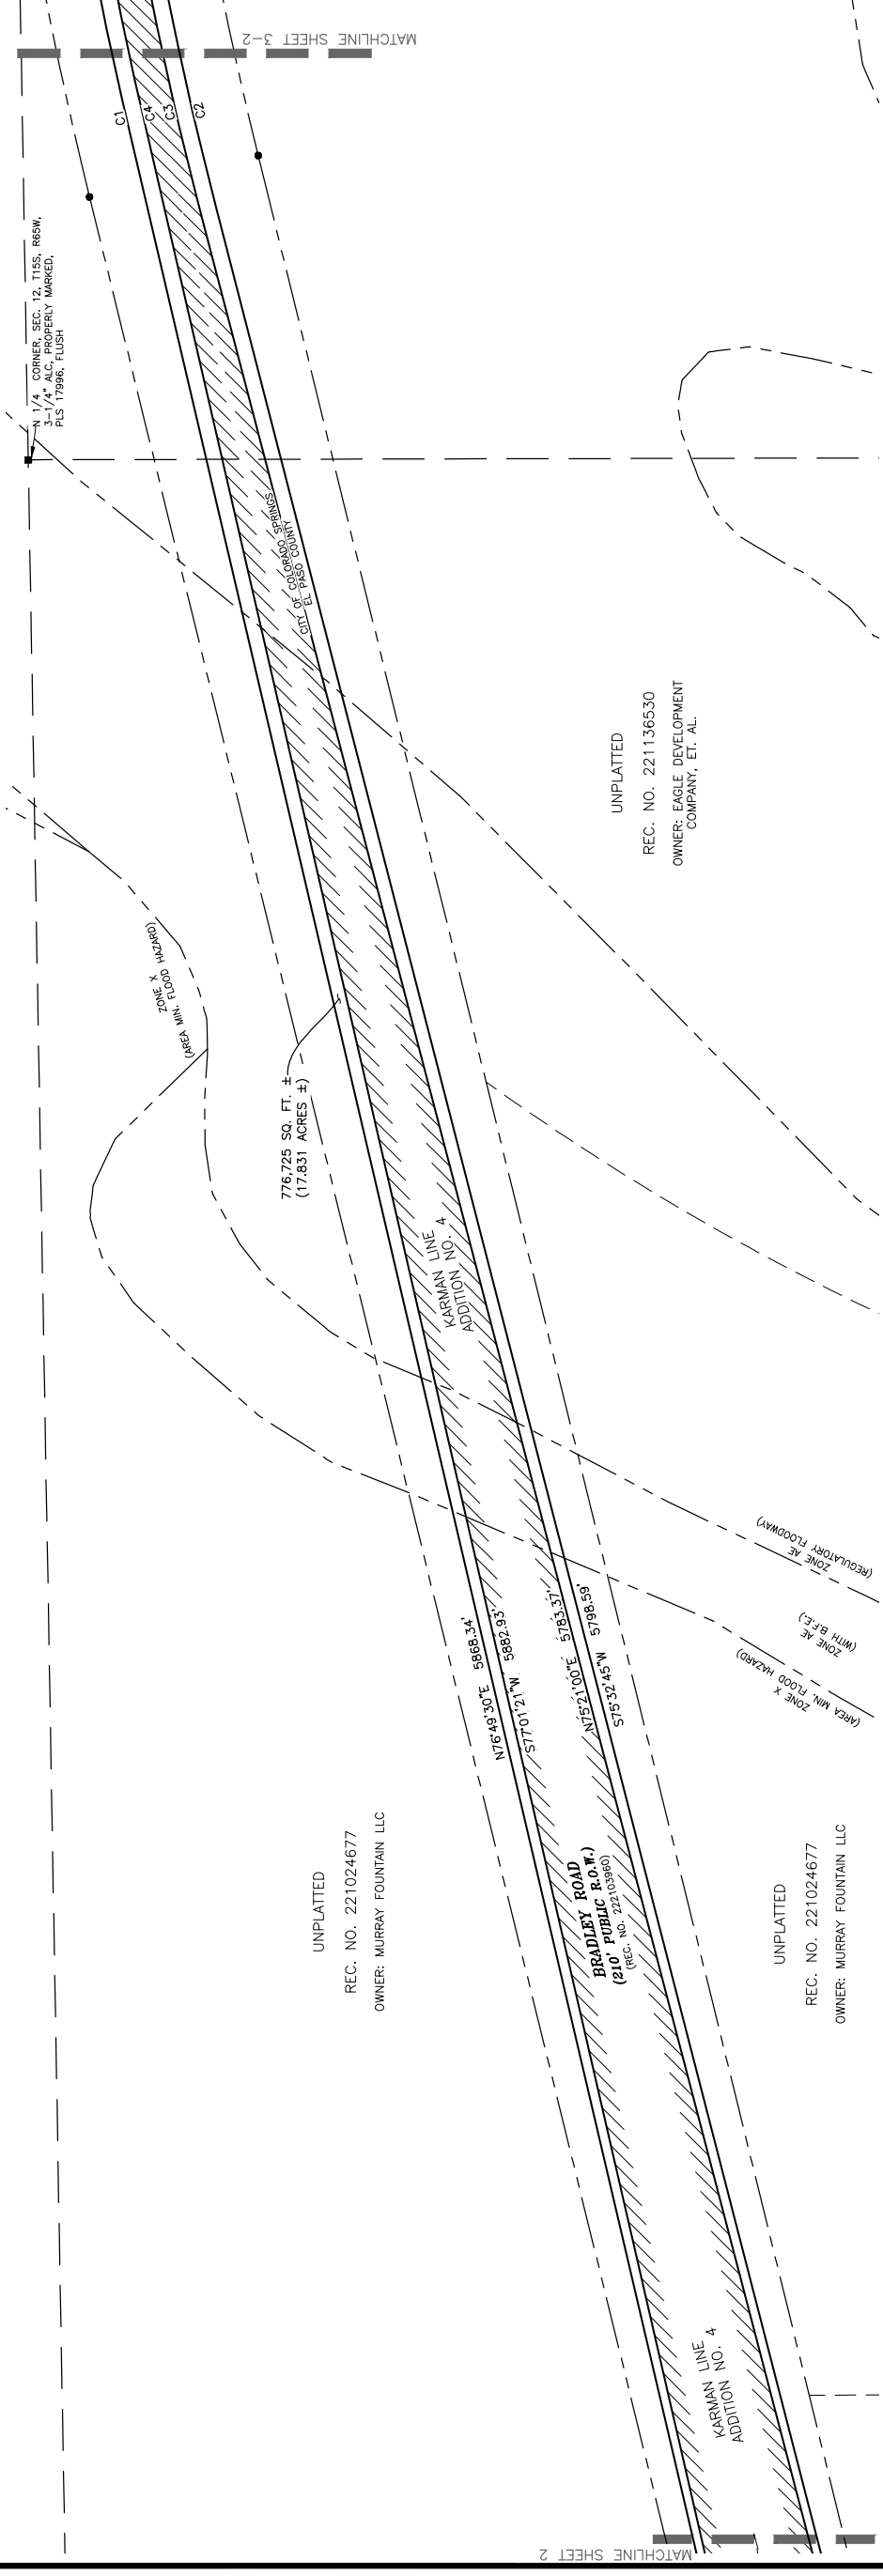 MATCHLINE SHEET 3-2
C1
C4
C3
C2
N 1/4 CORNER, SEC. 12, T15S, R65W,
3-1/4" ALC, PROPERLY MARKED,
PLS 17996, FLUSH
CITY OF COLORADO SPRINGS
EL PASO COUNTY
UNPLATTED
REC. NO. 221136530
OWNER: EAGLE DEVELOPMENT
COMPANY, ET. AL.
ZONE X
(AREA MIN. FLOOD HAZARD)
776,725 SQ. FT. ±
(17.831 ACRES ±)
KARMAN LINE
ADDITION NO. 4
ZONE AE
(REGULATORY FLOODWAY)
ZONE AE
(WITH B.F.E.)
ZONE X
(AREA MIN. FLOOD HAZARD)
N76°49'30"E 5868.34'
S77°01'21"W 5882.93'
N75°21'00"E 5783.37'
S75°32'45"W 5798.59'
UNPLATTED
REC. NO. 221024677
OWNER: MURRAY FOUNTAIN LLC
BRADLEY ROAD
(210' PUBLIC R.O.W.)
(REC. NO. 222103960)
UNPLATTED
REC. NO. 221024677
OWNER: MURRAY FOUNTAIN LLC
KARMAN LINE
ADDITION NO. 4
MATCHLINE SHEET 2